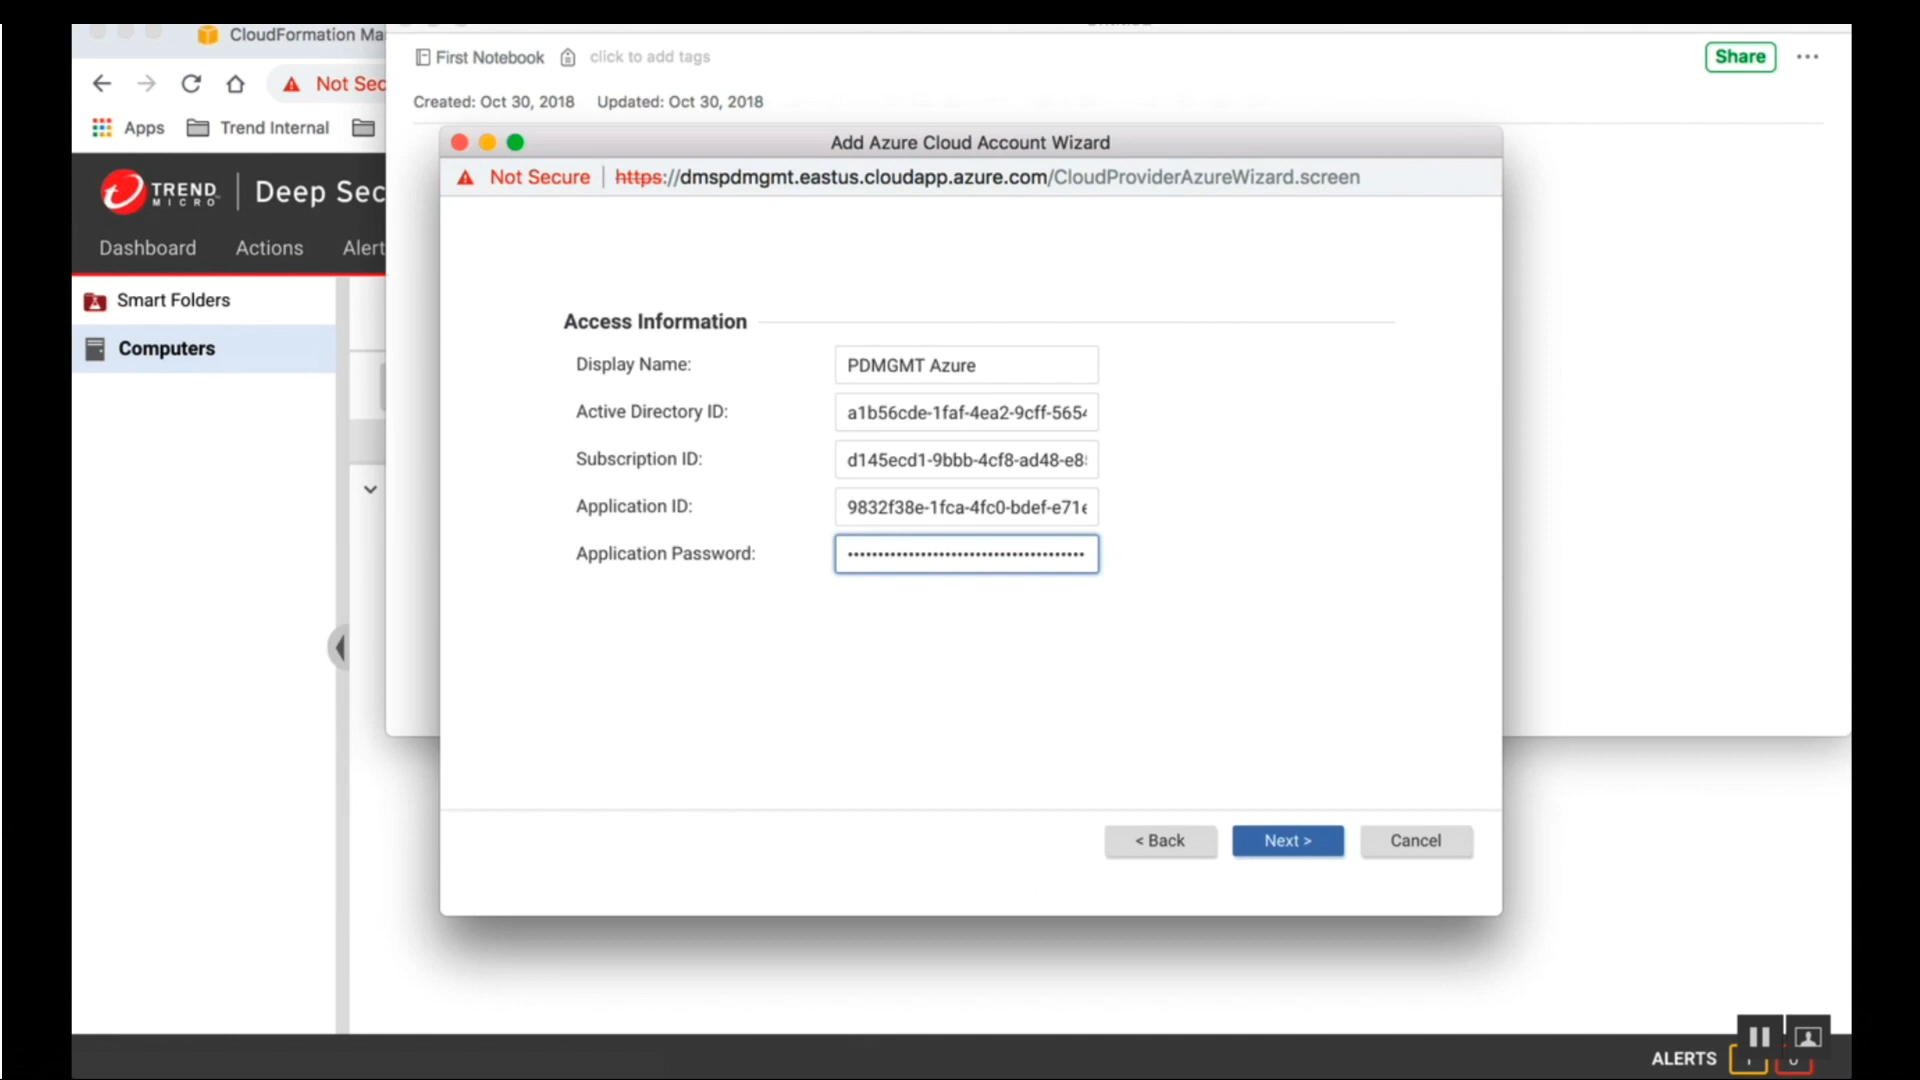 CloudFormation Ma
First Notebook click to add tags
Share
Not Sec
Created: Oct 30, 2018 Updated: Oct 30, 2018
Apps Trend Internal
Add Azure Cloud Account Wizard
Not Secure https://dmspdmgmt.eastus.cloudapp.azure.com/CloudProviderAzureWizard.screen
TREND MICRO Deep Sec
Dashboard Actions Alert
Smart Folders
Computers
Access Information
Display Name: PDMGMT Azure
Active Directory ID: a1b56cde-1faf-4ea2-9cff-5654
Subscription ID: d145ecd1-9bbb-4cf8-ad48-e8
Application ID: 9832f38e-1fca-4fc0-bdef-e71e
Application Password:
< Back Next > Cancel
ALERTS